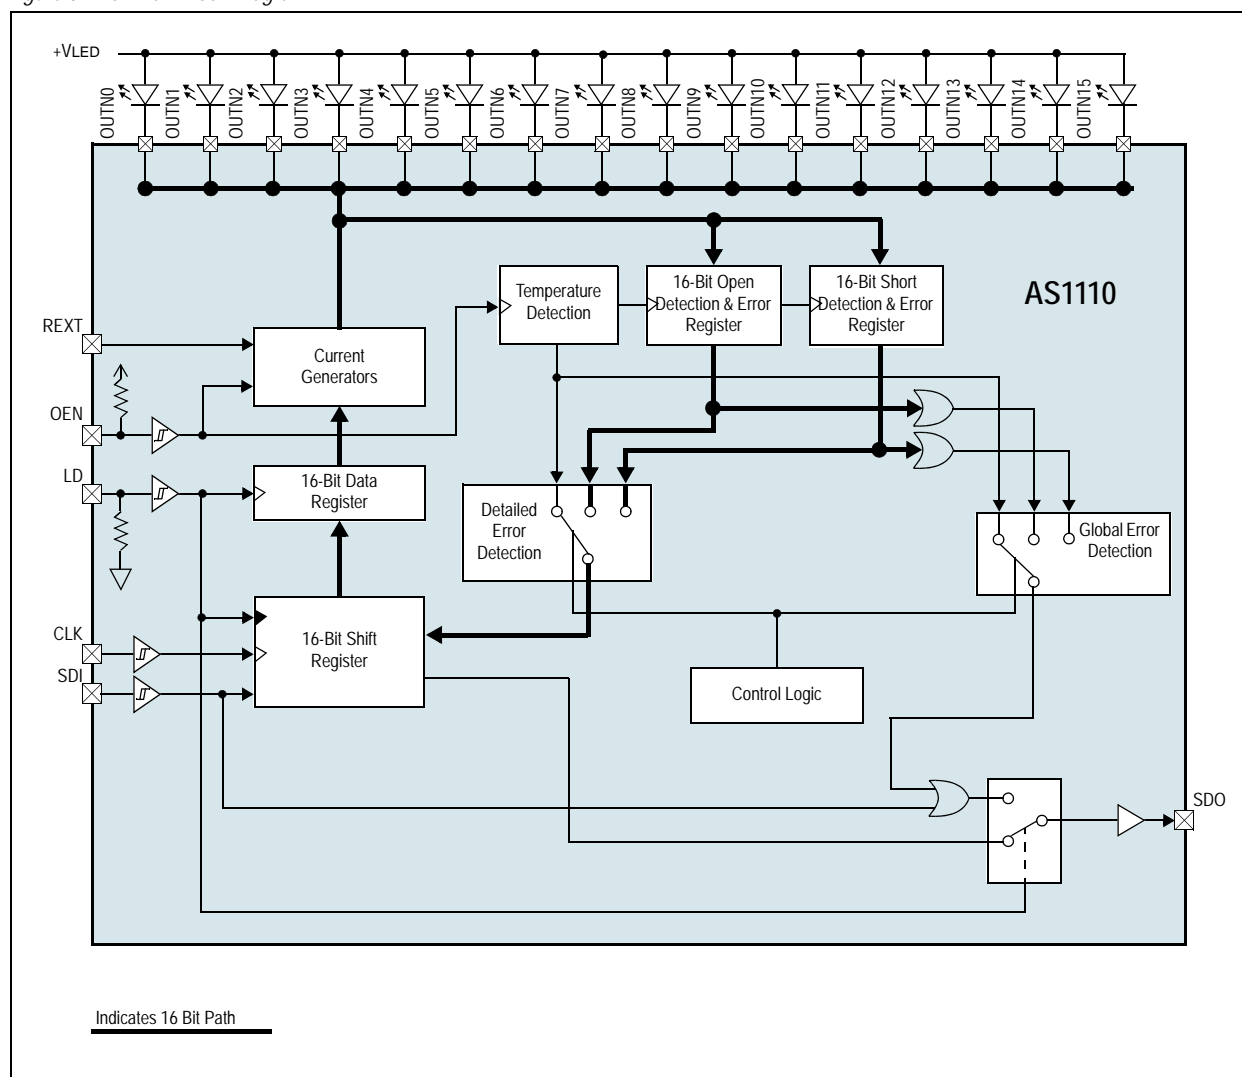 +VLED
OUTN0
OUTN1
OUTN2
OUTN3
OUTN4
OUTN5
OUTN6
OUTN7
OUTN8
OUTN9
OUTN10
OUTN11
OUTN12
OUTN13
OUTN14
OUTN15
AS1110
Temperature
Detection
16-Bit Open
Detection & Error
Register
16-Bit Short
Detection & Error
Register
REXT
Current
Generators
OEN
LD
16-Bit Data
Register
Detailed
Error
Detection
Global Error
Detection
CLK
16-Bit Shift
Register
SDI
Control Logic
SDO
Indicates 16 Bit Path